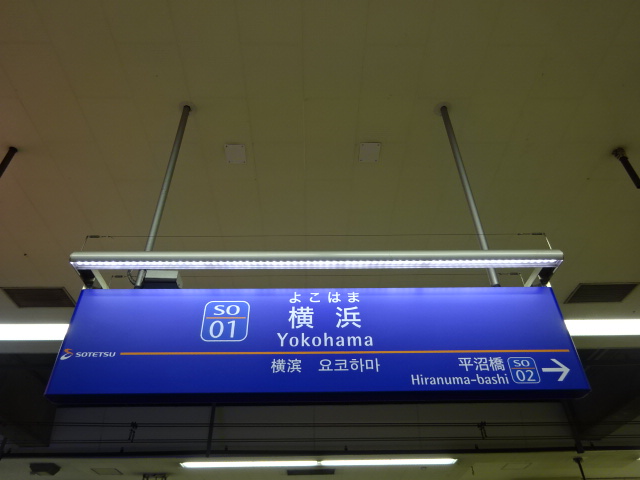 よこはま
SO
01
横浜
Yokohama
SOTETSU
横滨 요코하마
平沼橋
Hiranuma-bashi
SO
02